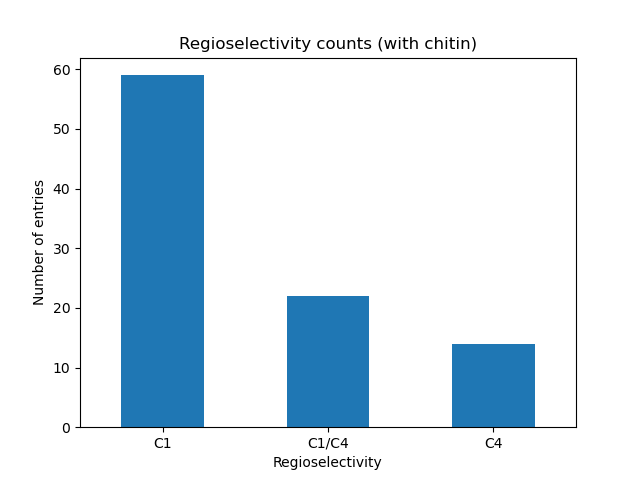 Regioselectivity counts (with chitin)
Number of entries
60
50
40
30
20
10
0
C1
C1/C4
C4
Regioselectivity